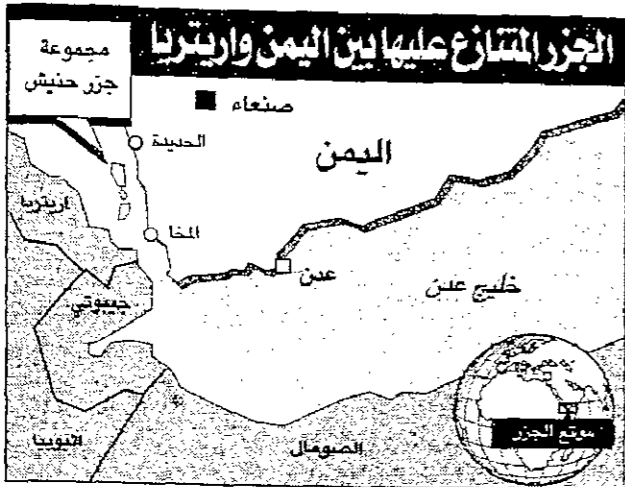 الجزر المتنازع عليها بين اليمن واريتريا
مجموعة
جزر حنيش
صنعاء
الحديدة
اليمن
اريتريا
المخا
عدن
خليج عدن
جيبوتي
موقع الجزر
اثيوبيا
الصومال